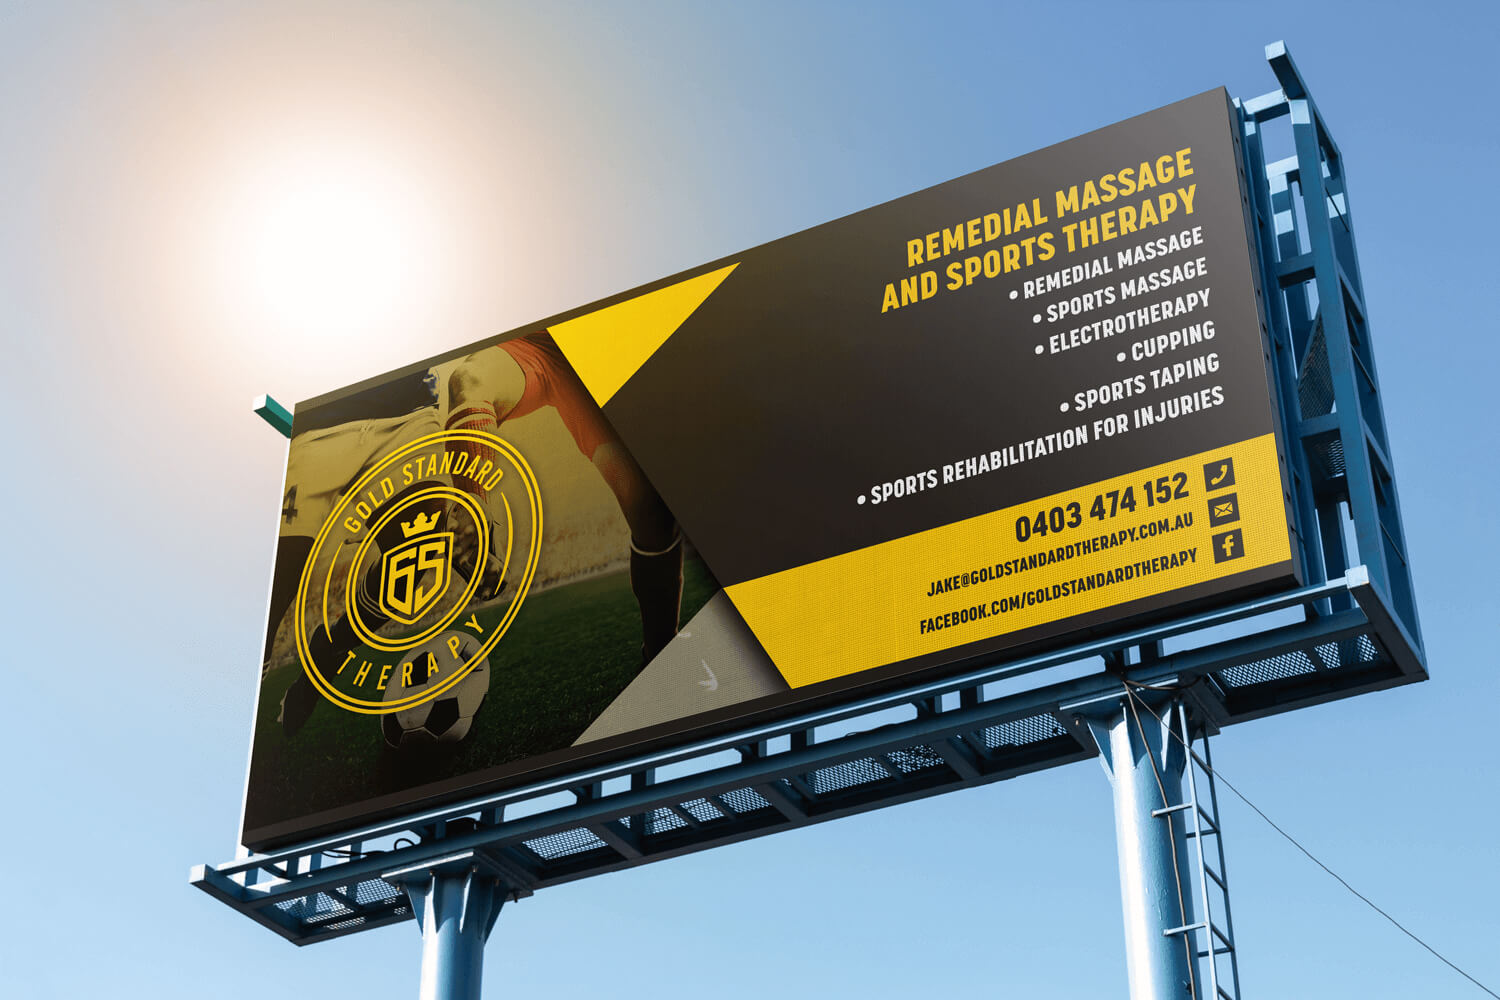 GOLD STANDARD
GS
THERAPY
REMEDIAL MASSAGE
AND SPORTS THERAPY
• REMEDIAL MASSAGE
• SPORTS MASSAGE
• ELECTROTHERAPY
• CUPPING
• SPORTS TAPING
• SPORTS REHABILITATION FOR INJURIES
0403 474 152
JAKE@GOLDSTANDARDTHERAPY.COM.AU
FACEBOOK.COM/GOLDSTANDARDTHERAPY
f
4